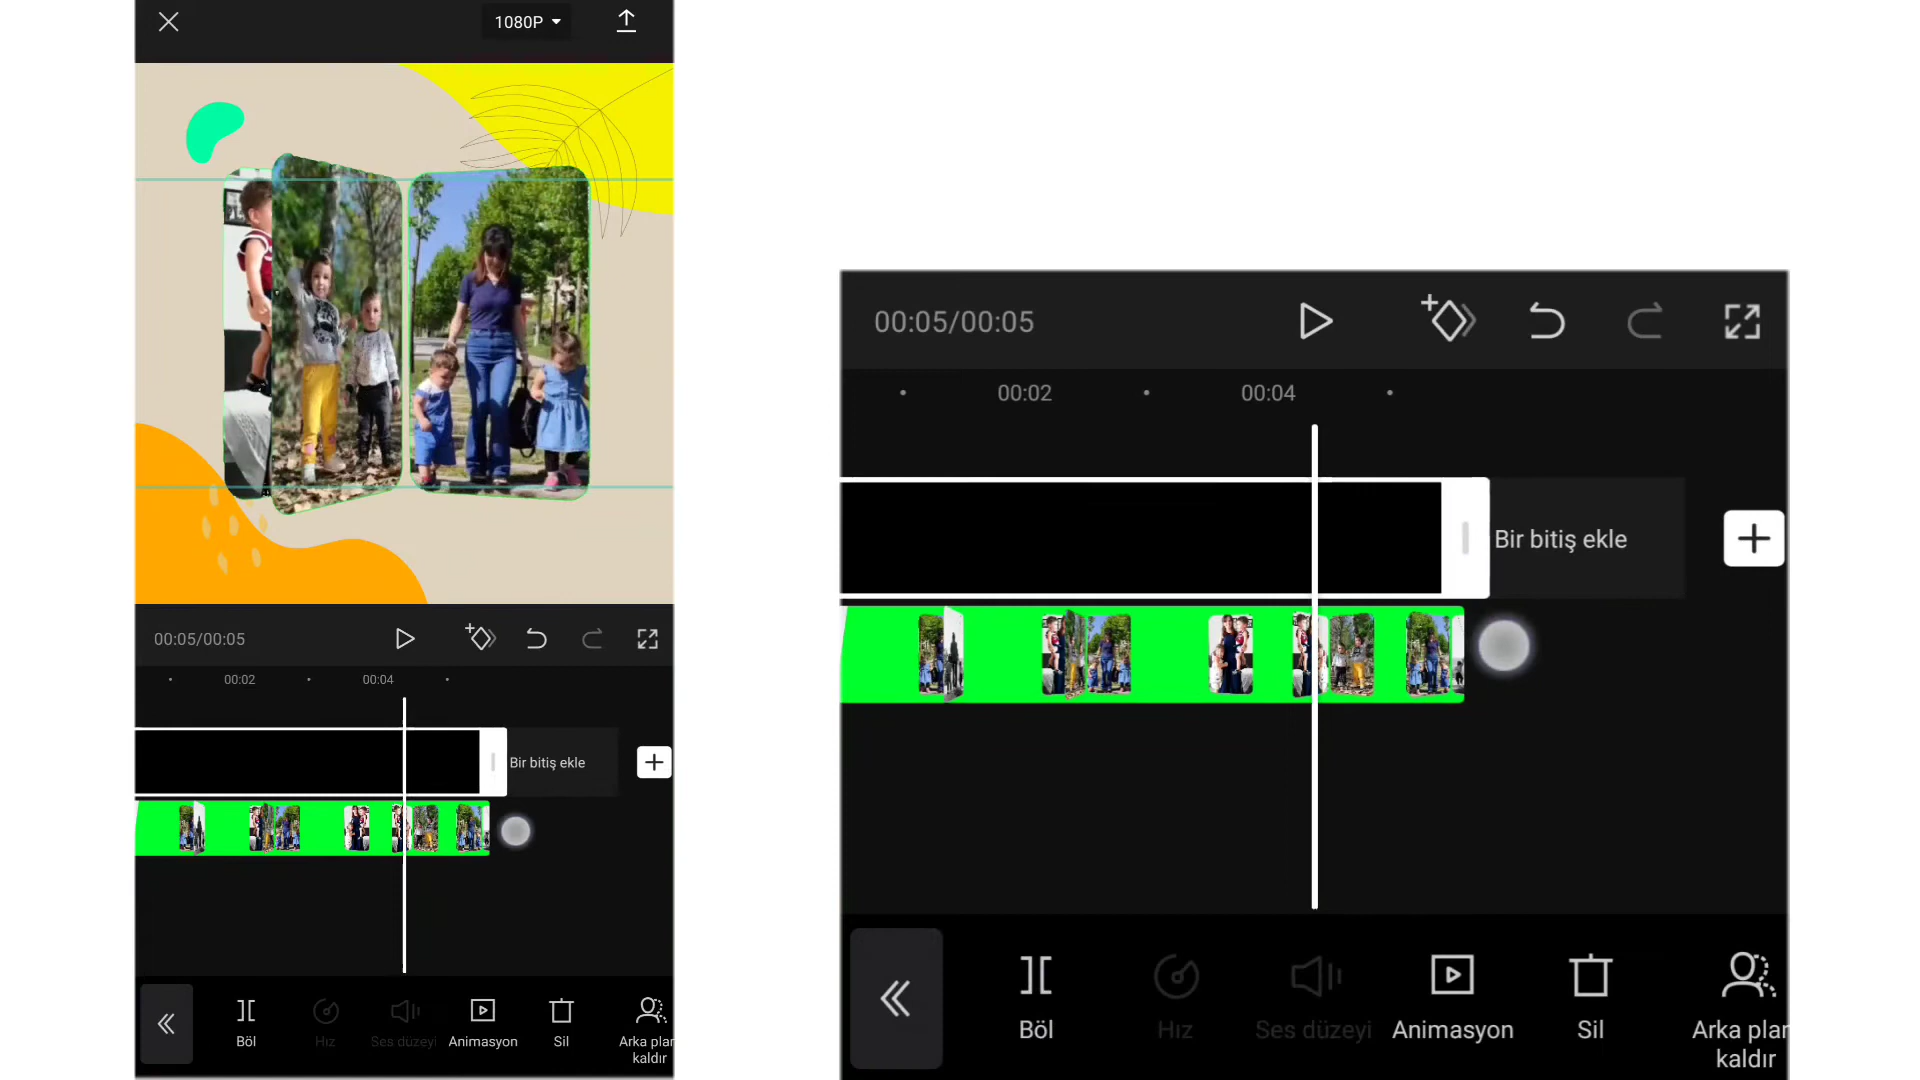 1080P
00:05/00:05
00:02
00:04
Bir bitiş ekle
Böl
Hız
Ses düzeyi
Animasyon
Sil
Arka plan
kaldır
00:05/00:05
00:02
00:04
Bir bitiş ekle
Böl
Hız
Ses düzeyi
Animasyon
Sil
Arka plan
kaldır